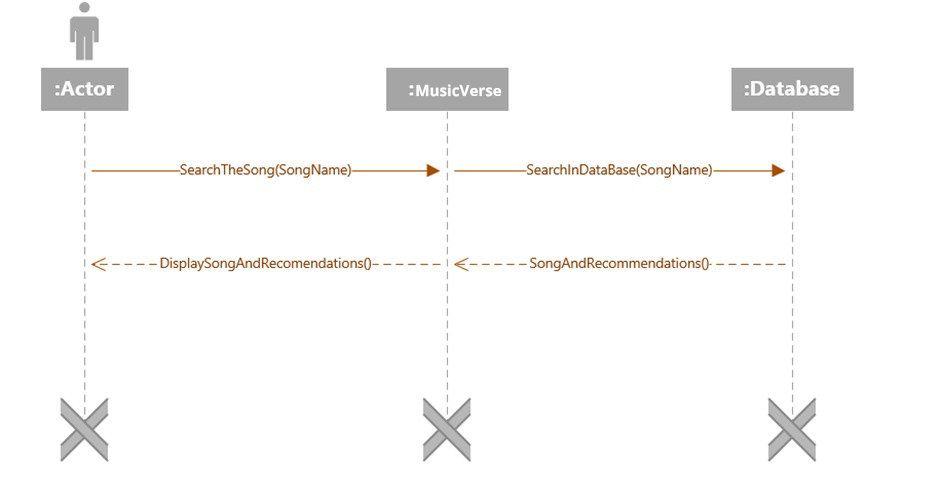 :Actor
:MusicVerse
:Database
SearchTheSong(SongName)
SearchInDataBase(SongName)
DisplaySongAndRecomendations()
SongAndRecommendations()